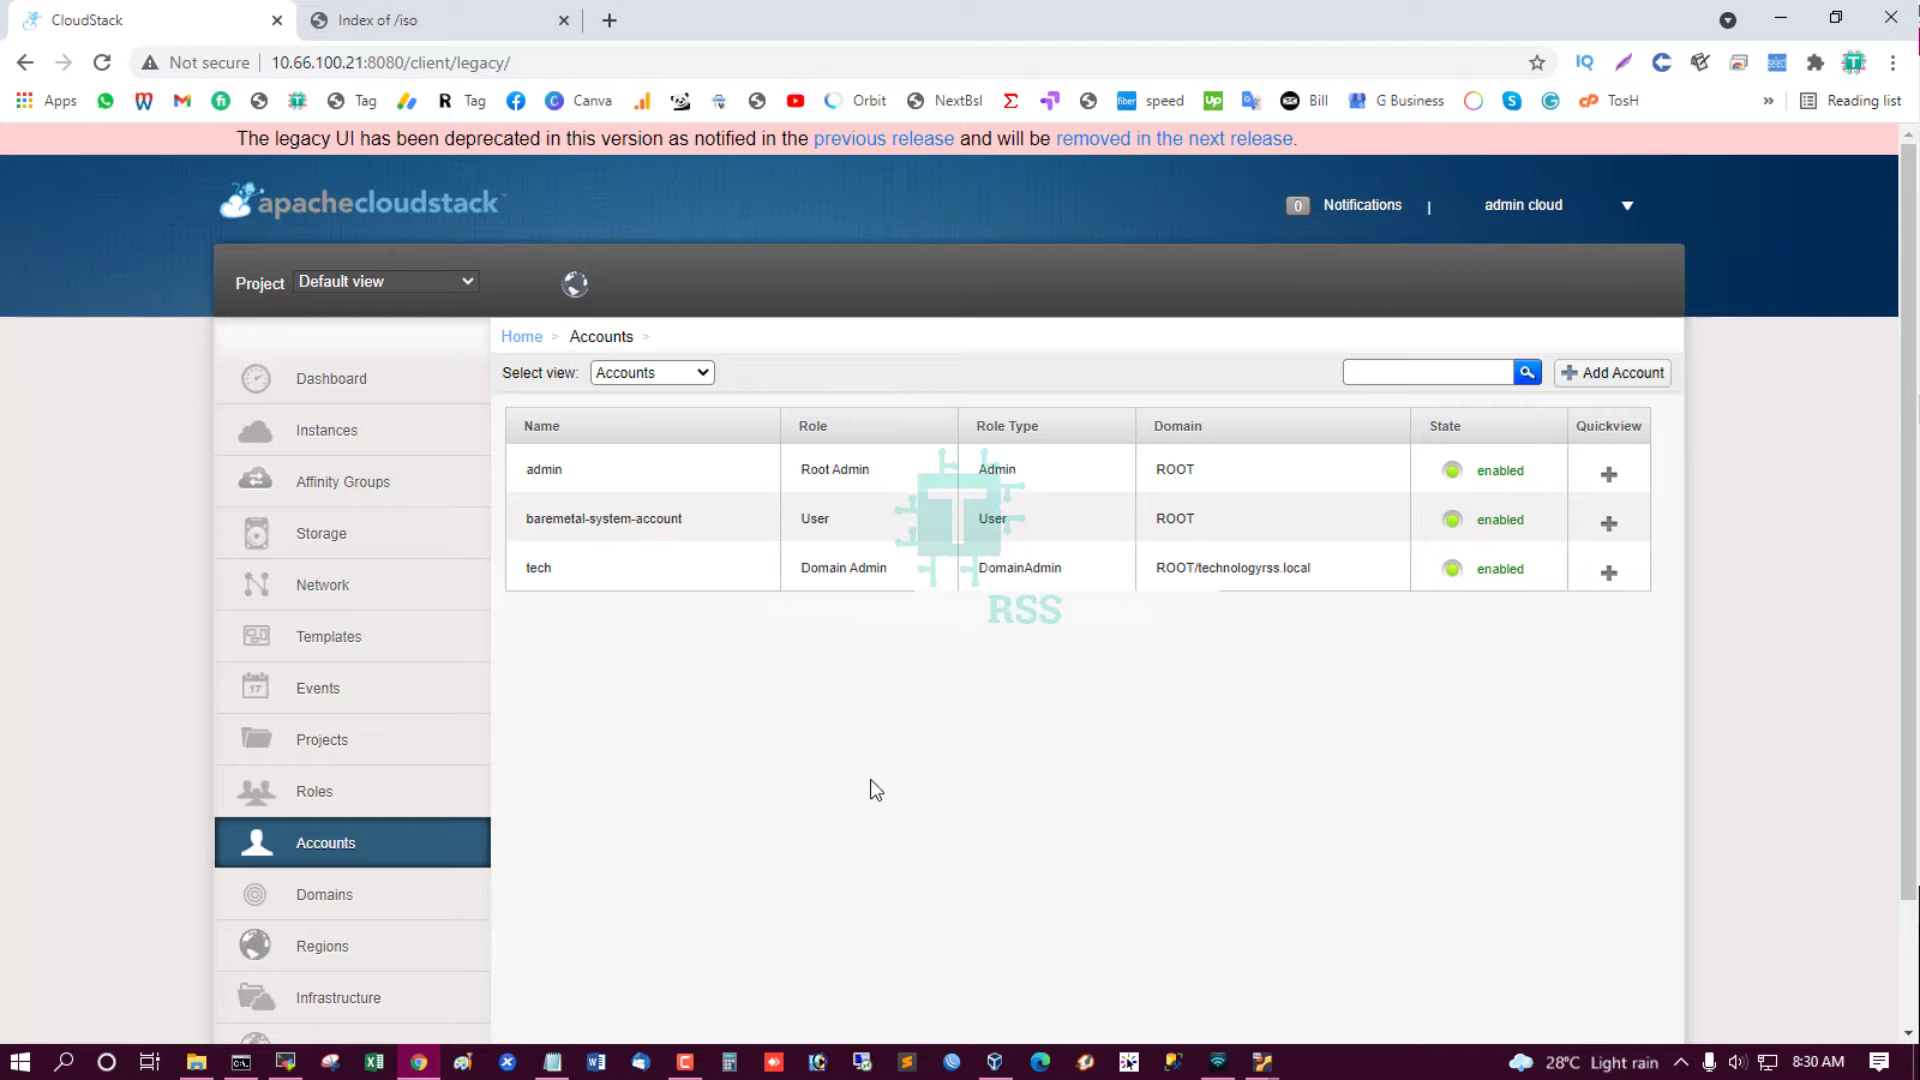 CloudStack
Index of /iso
Not secure
10.66.100.21:8080/client/legacy/
Apps
Tag
R
Tag
Canva
Orbit
NextBsl
fiber
speed
Up
Bill
G Business
TosH
»
Reading list
The legacy UI has been deprecated in this version as notified in the previous release and will be removed in the next release.
apachecloudstack
0 Notifications | admin cloud
Project Default view
Home > Accounts >
Select view: Accounts
Add Account
Name Role Role Type Domain State Quickview
admin Root Admin Admin ROOT enabled
baremetal-system-account User User ROOT enabled
tech Domain Admin DomainAdmin ROOT/technologyrss.local enabled
T
RSS
Dashboard
Instances
Affinity Groups
Storage
Network
Templates
Events
17
Projects
Roles
Accounts
Domains
Regions
Infrastructure
28°C Light rain
8:30 AM